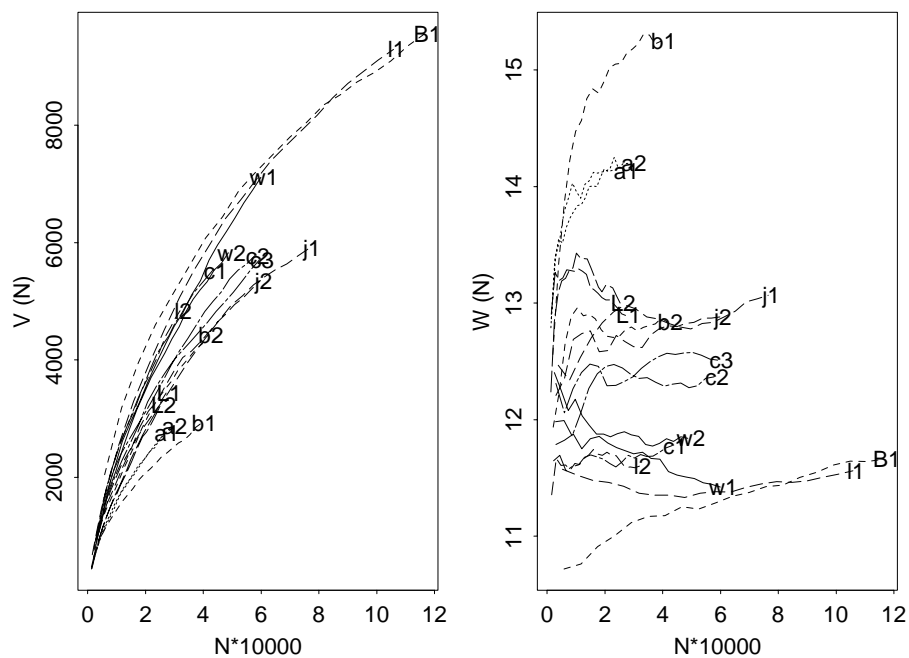 V (N)
2000 4000 6000 8000
B1
l1
w1
j1
w2
c2
c3
c1
j2
l2
b2
L1
L2
b1
a2
a1
0 2 4 6 8 10 12
N*10000
W (N)
11 12 13 14 15
b1
a2
a1
j1
L2
L1
b2
j2
c3
c2
w2
c1
l2
B1
l1
w1
0 2 4 6 8 10 12
N*10000